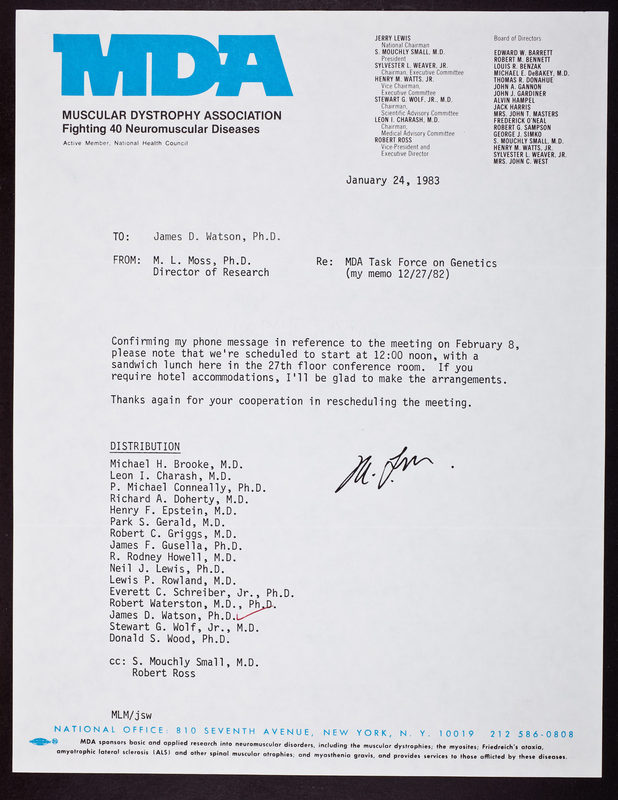 MDA
MUSCULAR DYSTROPHY ASSOCIATION
Fighting 40 Neuromuscular Diseases
Active Member, National Health Council
JERRY LEWIS
National Chairman
S. MOUCHLY SMALL, M.D.
President
SYLVESTER L. WEAVER, JR.
Chairman, Executive Committee
HENRY M. WATTS, JR.
Vice Chairman,
Executive Committee
STEWART G. WOLF, JR., M.D.
Chairman,
Scientific Advisory Committee
LEON I. CHARASH, M.D.
Chairman,
Medical Advisory Committee
ROBERT ROSS
Vice-President and
Executive Director
Board of Directors
EDWARD W. BARRETT
ROBERT M. BENNETT
LOUIS R. BENZAK
MICHAEL E. DeBAKEY, M.D.
THOMAS R. DONAHUE
JOHN A. GANNON
JOHN J. GARDINER
ALVIN HAMPEL
JACK HARRIS
MRS. JOHN T. MASTERS
FREDERICK O'NEAL
ROBERT G. SAMPSON
GEORGE J. SIMKO
S. MOUCHLY SMALL, M.D.
HENRY M. WATTS, JR.
SYLVESTER L. WEAVER, JR.
MRS. JOHN C. WEST
January 24, 1983
TO: James D. Watson, Ph.D.
FROM: M. L. Moss, Ph.D.
Director of Research
Re: MDA Task Force on Genetics
(my memo 12/27/82)
Confirming my phone message in reference to the meeting on February 8,
please note that we're scheduled to start at 12:00 noon, with a
sandwich lunch here in the 27th floor conference room. If you
require hotel accommodations, I'll be glad to make the arrangements.
Thanks again for your cooperation in rescheduling the meeting.
DISTRIBUTION
Michael H. Brooke, M.D.
Leon I. Charash, M.D.
P. Michael Conneally, Ph.D.
Richard A. Doherty, M.D.
Henry F. Epstein, M.D.
Park S. Gerald, M.D.
Robert C. Griggs, M.D.
James F. Gusella, Ph.D.
R. Rodney Howell, M.D.
Neil J. Lewis, Ph.D.
Lewis P. Rowland, M.D.
Everett C. Schreiber, Jr., Ph.D.
Robert Waterston, M.D., Ph.D.
James D. Watson, Ph.D.
Stewart G. Wolf, Jr., M.D.
Donald S. Wood, Ph.D.
cc: S. Mouchly Small, M.D.
Robert Ross
MLM/jsw
NATIONAL OFFICE: 810 SEVENTH AVENUE, NEW YORK, N. Y. 10019 212 586-0808
MDA sponsors basic and applied research into neuromuscular disorders, including the muscular dystrophies; the myosites; Friedreich's ataxia,
amyotrophic lateral sclerosis (ALS) and other spinal muscular atrophies; and myasthenia gravis, and provides services to those afflicted by these diseases.